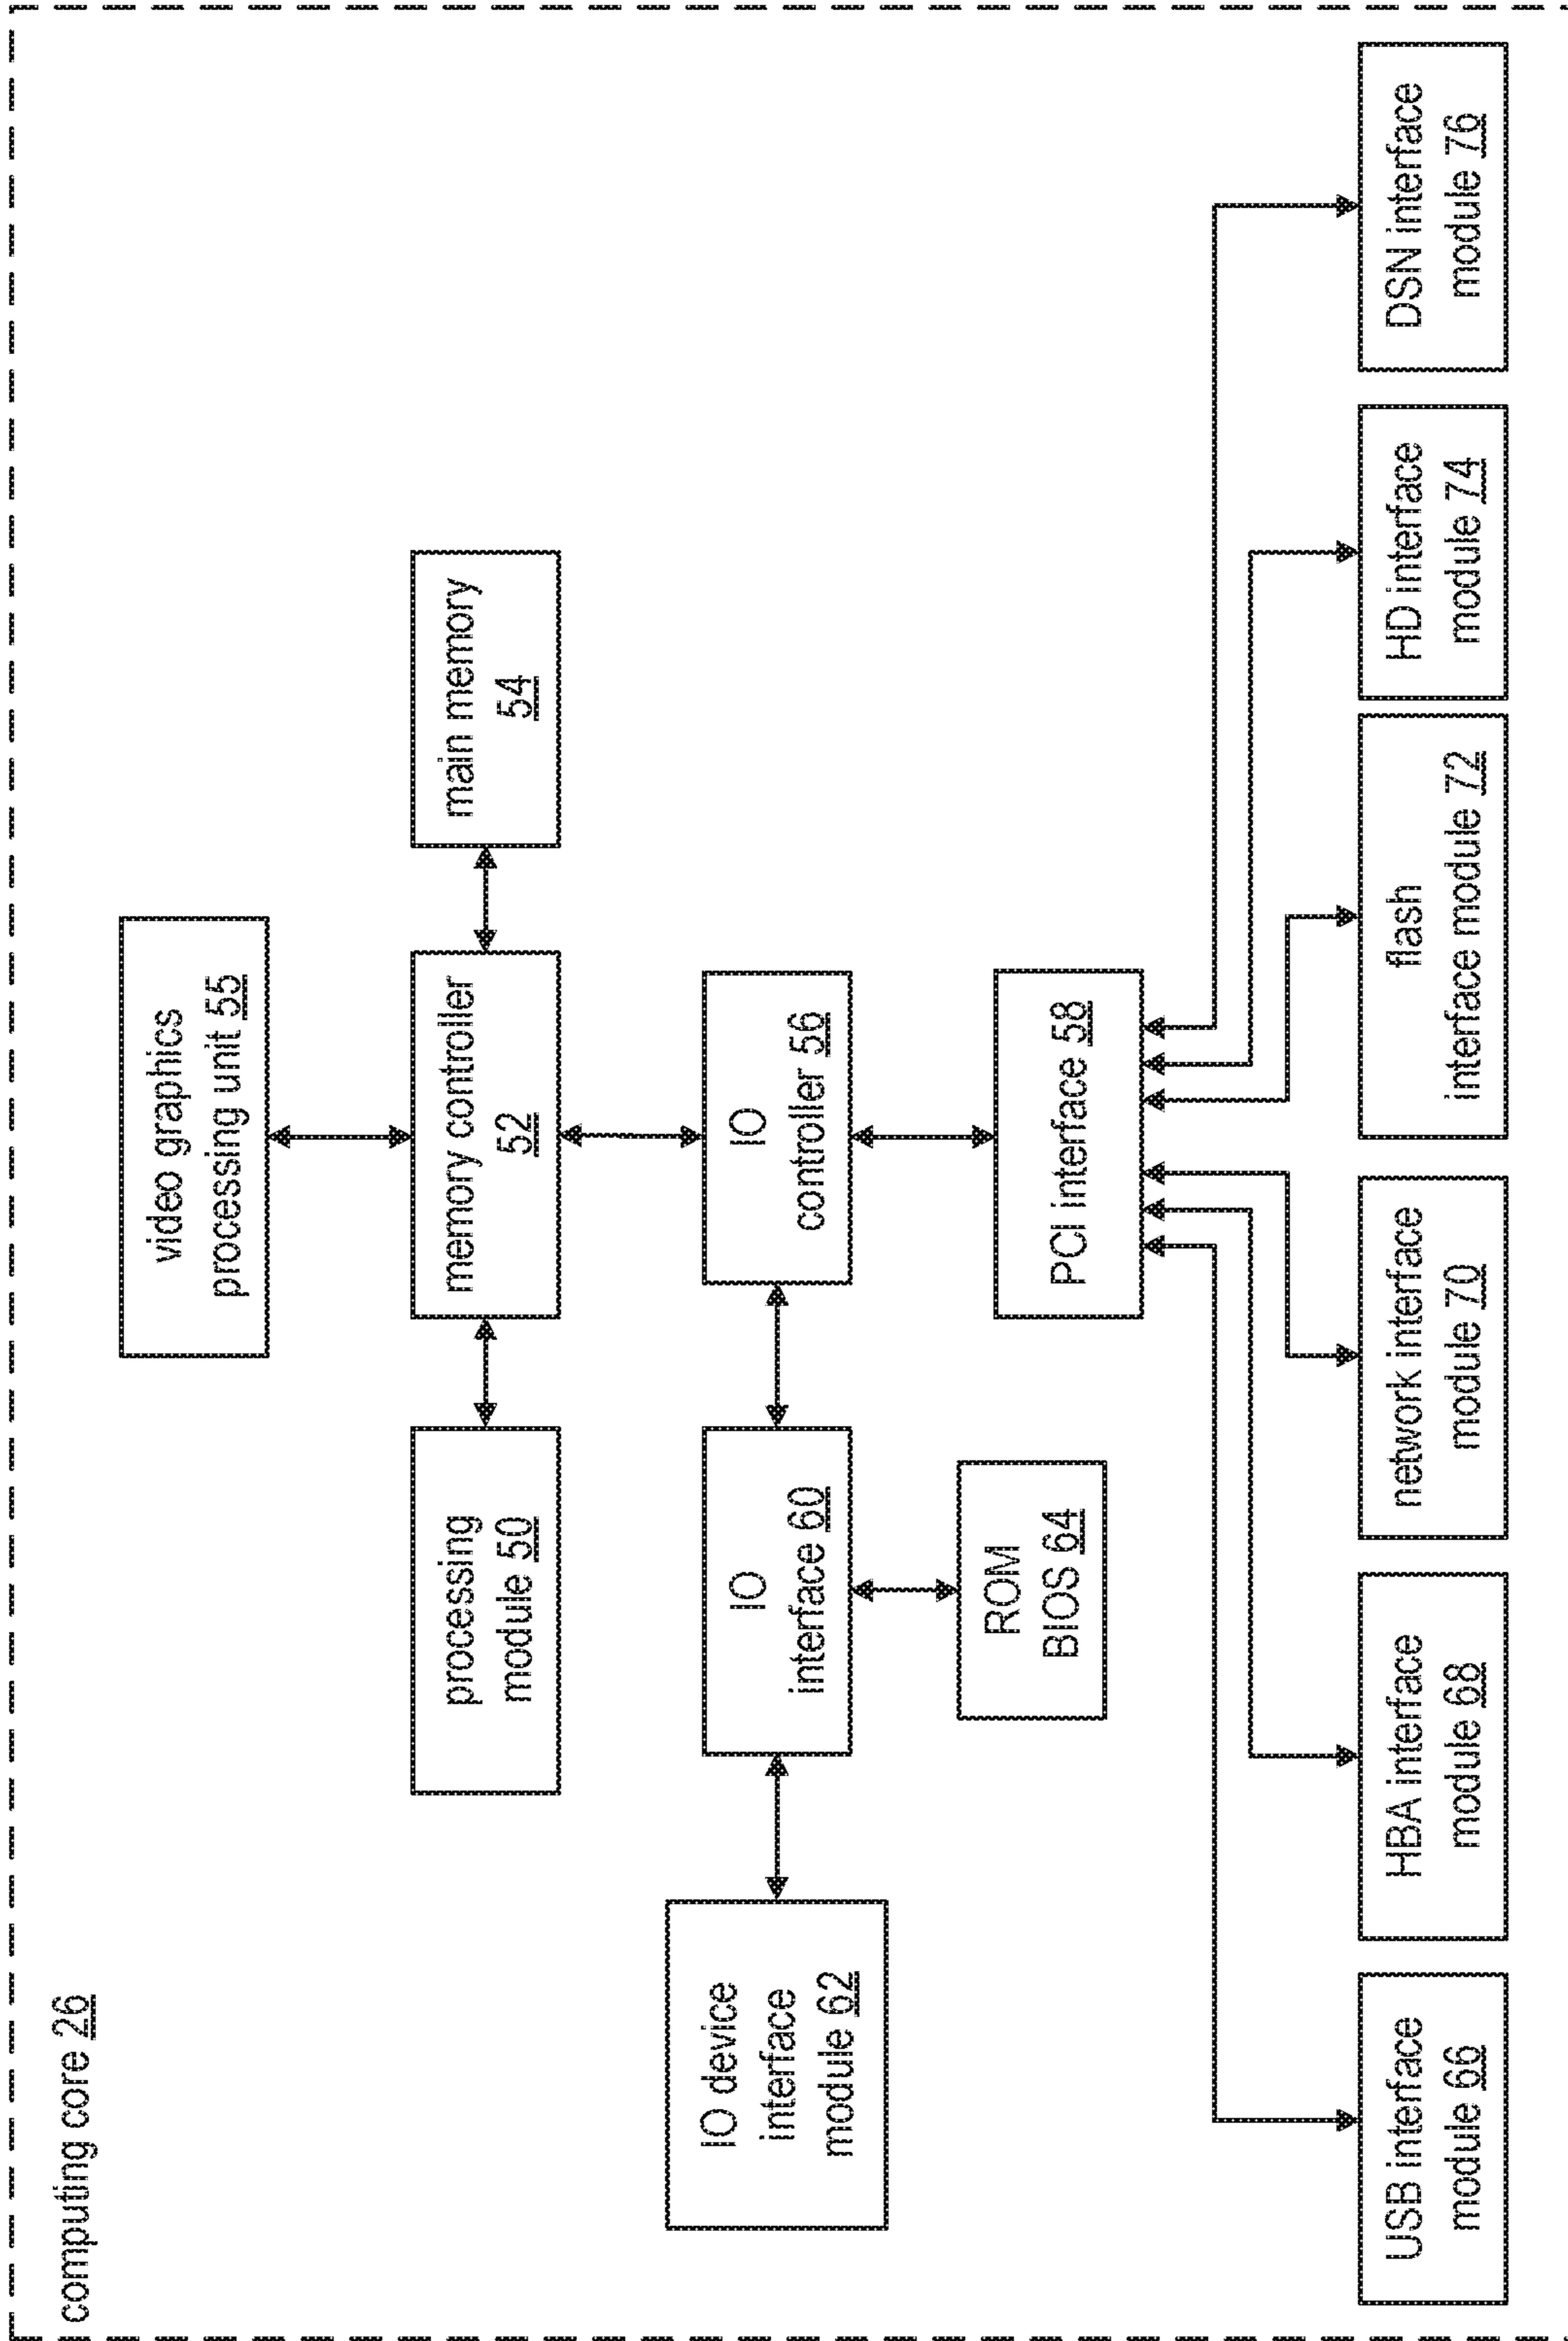 computing core 26
video graphics
processing unit 55
processing
module 50
memory controller
52
main memory
54
IO device
interface
module 62
IO
interface 60
IO
controller 56
ROM
BIOS 64
PCI interface 58
USB interface
module 66
HBA interface
module 68
network interface
module 70
flash
interface module 72
HD interface
module 74
DSN interface
module 76